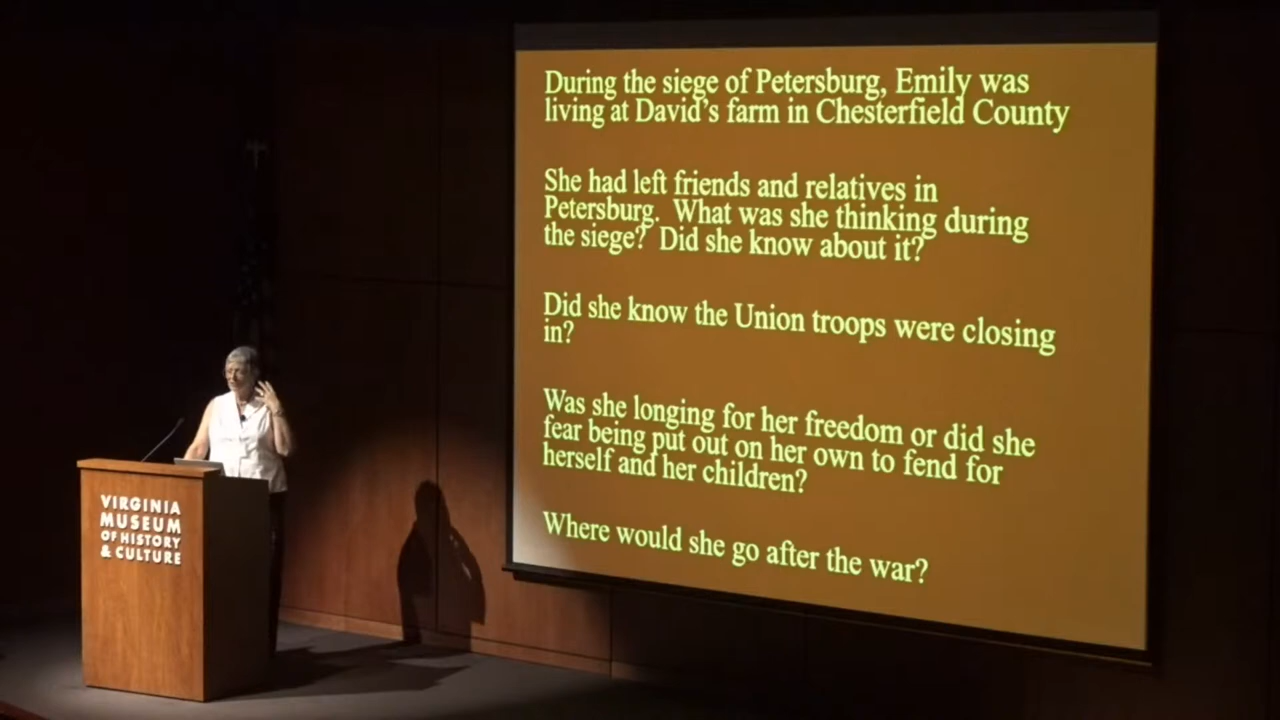 During the siege of Petersburg, Emily was
living at David's farm in Chesterfield County
She had left friends and relatives in
Petersburg. What was she thinking during
the siege? Did she know about it?
Did she know the Union troops were closing
in?
Was she longing for her freedom or did she
fear being put out on her own to fend for
herself and her children?
Where would she go after the war?
VIRGINIA
MUSEUM
OF HISTORY
& CULTURE